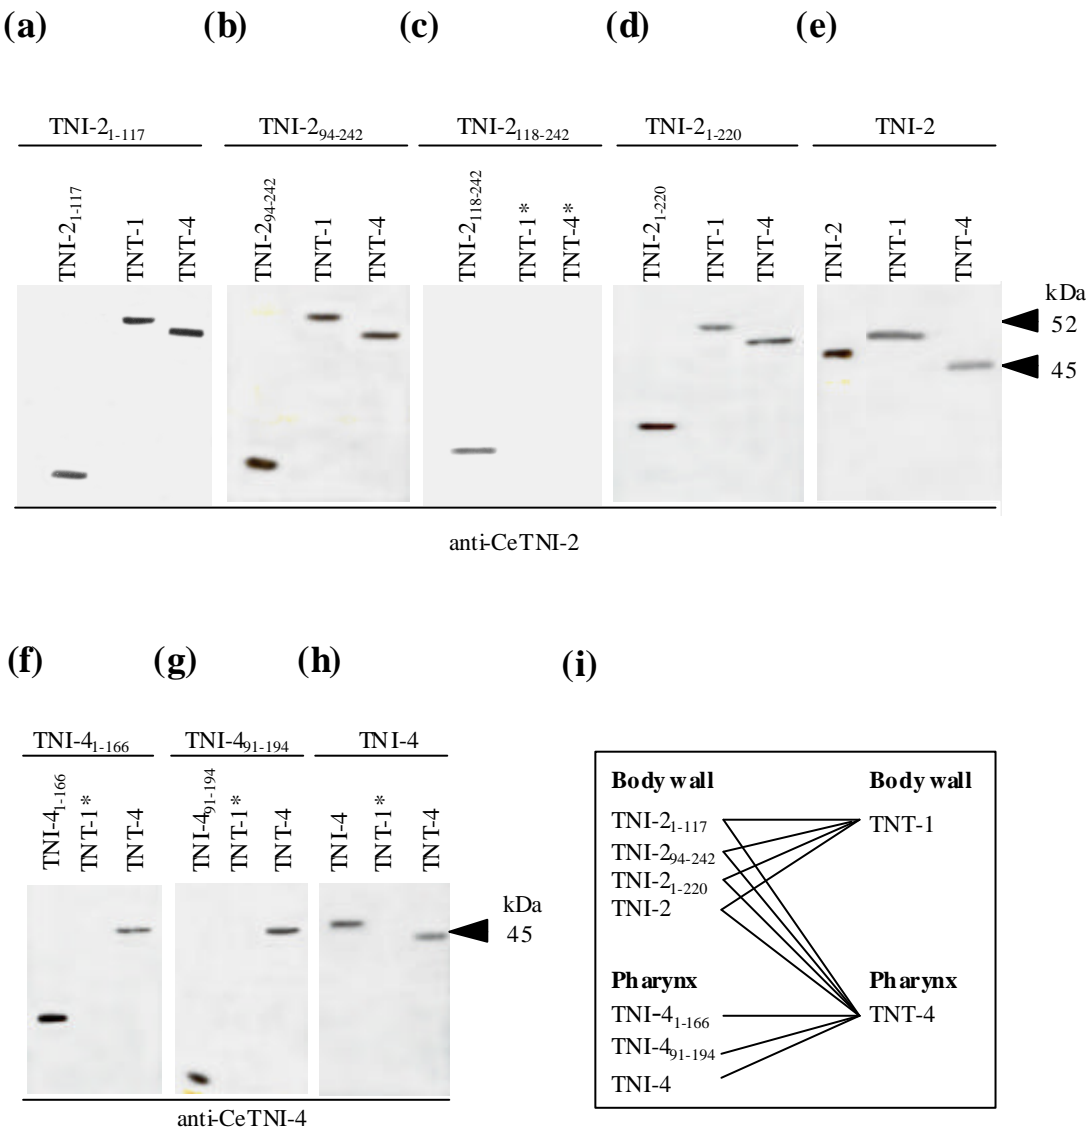 (a) (b) (c) (d) (e)
TNI-2₁₋₁₁₇ TNI-2₉₄₋₂₄₂ TNI-2₁₁₈₋₂₄₂ TNI-2₁₋₂₂₀ TNI-2
TNI-2₁₋₁₁₇ TNT-1 TNT-4 TNI-2₉₄₋₂₄₂ TNT-1 TNT-4 TNI-2₁₁₈₋₂₄₂ TNT-1* TNT-4* TNI-2₁₋₂₂₀ TNT-1 TNT-4 TNI-2 TNT-1 TNT-4
kDa
52
45
anti-CeTNI-2
(f) (g) (h) (i)
TNI-4₁₋₁₆₆ TNI-4₉₁₋₁₉₄ TNI-4
TNI-4₁₋₁₆₆ TNT-1* TNT-4 TNI-4₉₁₋₁₉₄ TNT-1* TNT-4 TNI-4 TNT-1* TNT-4
kDa
45
anti-CeTNI-4
Body wall Body wall
TNI-2₁₋₁₁₇ TNT-1
TNI-2₉₄₋₂₄₂
TNI-2₁₋₂₂₀
TNI-2
Pharynx Pharynx
TNI-4₁₋₁₆₆ TNT-4
TNI-4₉₁₋₁₉₄
TNI-4